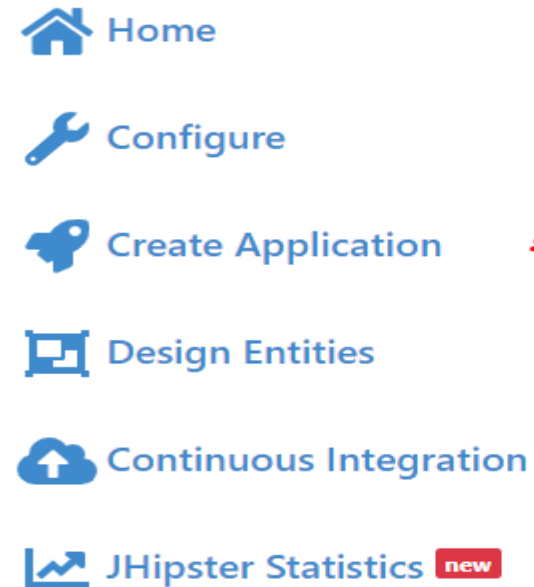 Home
Configure
Create Application
Design Entities
Continuous Integration
JHipster Statistics new